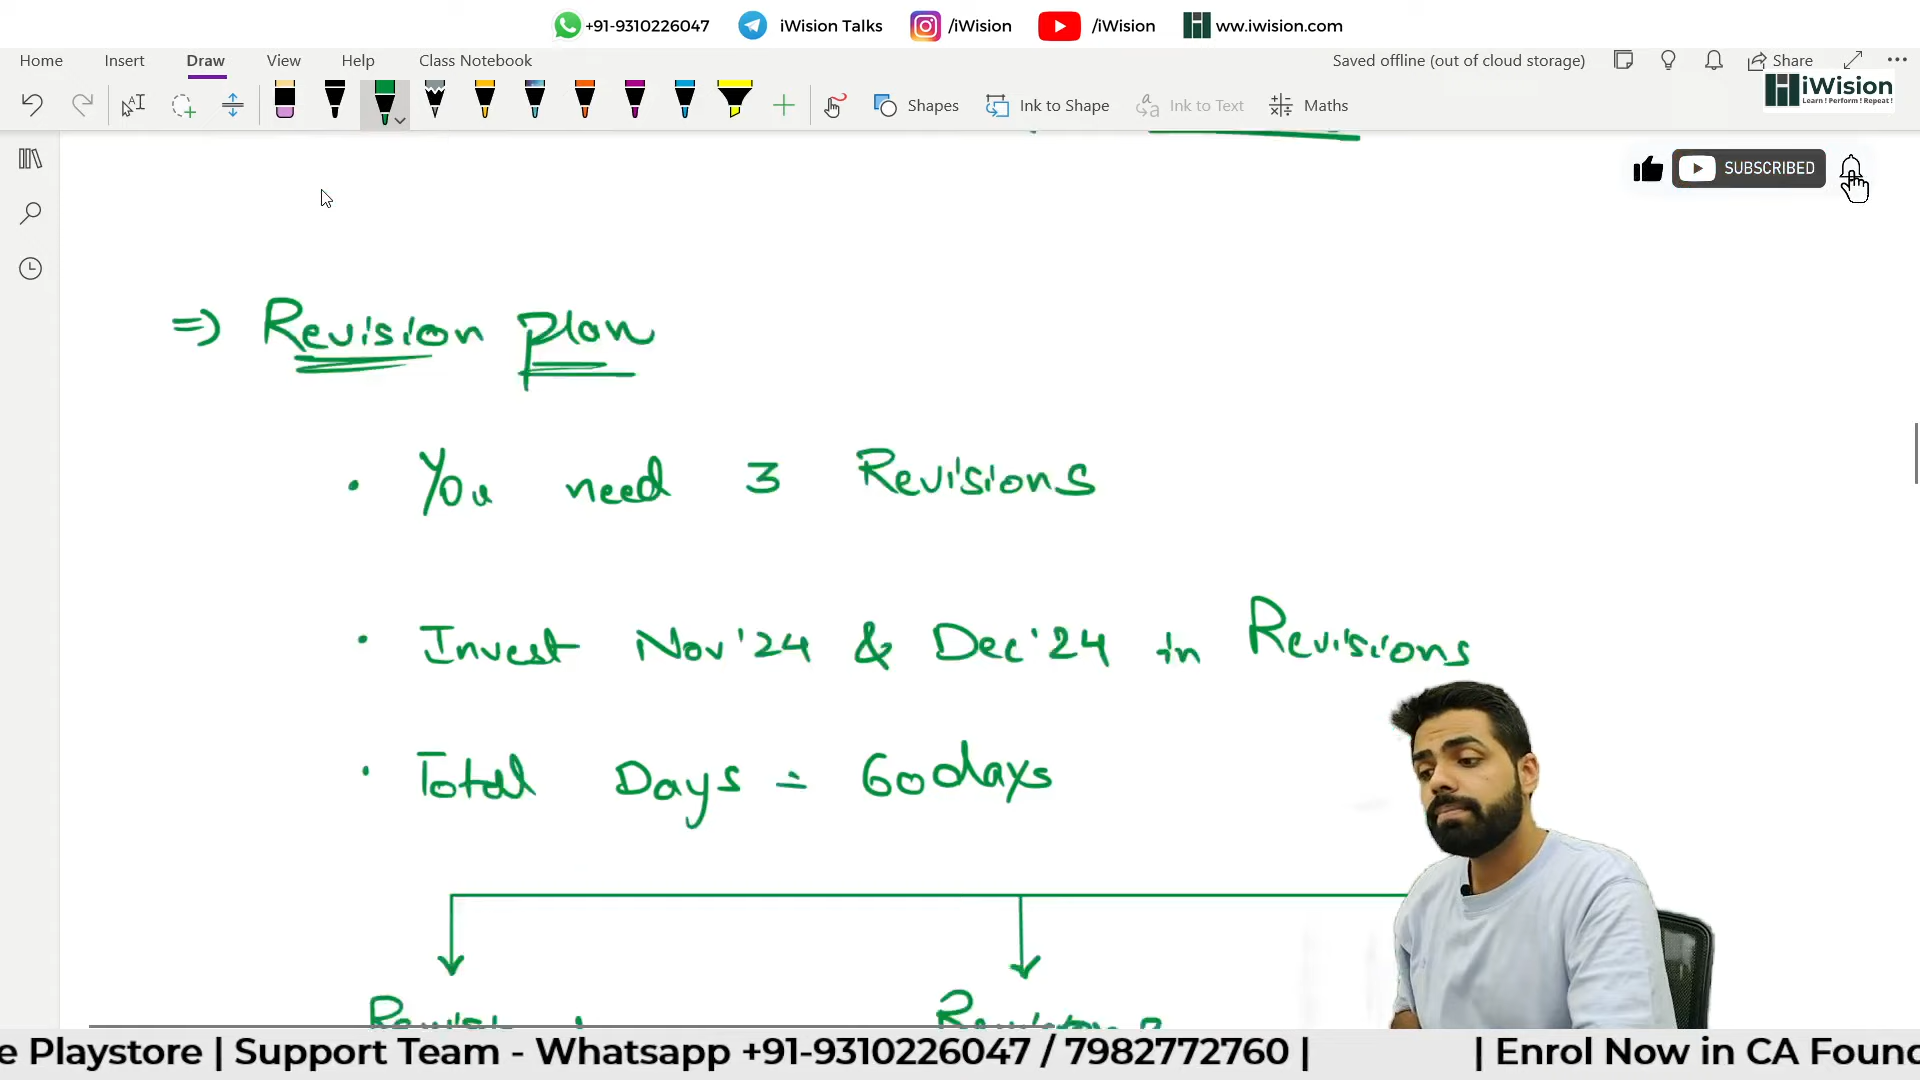 +91-9310226047 iWision Talks /iWision /iWision ww.iwision.com
Home Insert Draw View Help Class Notebook Saved offline (out of cloud storage) Share
Shapes Ink to Shape Ink to Text Maths
iWision
Learn ! Perform ! Repeat !
SUBSCRIBED
=> Revision plan
• You need 3 Revisions
• Invest Nov'24 & Dec'24 in Revisions
• Total Days = 60days
e Playstore | Support Team - Whatsapp +91-9310226047 / 7982772760 | | Enrol Now in CA Found